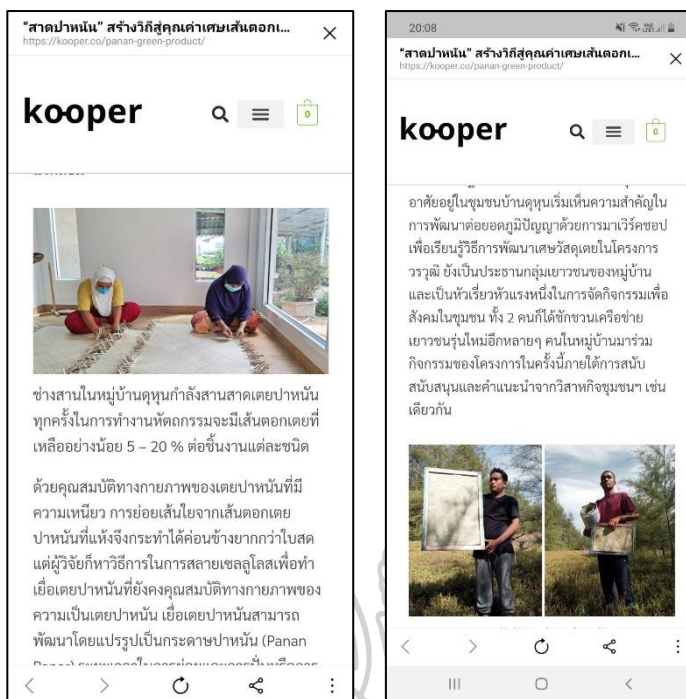 “สาดปาหนัน” สร้างวิถีสู่คุณค่าเศษเส้นตอกเ...
https://kooper.co/panan-green-product/
kooper
0
ช่างสานในหมู่บ้านดุหุนกำลังสานสาดเตยปาหนัน
ทุกครั้งในการทำงานหัตถกรรมจะมีเส้นตอกเตยที่
เหลืออย่างน้อย 5 – 20 % ต่อชิ้นงานแต่ละชนิด
ด้วยคุณสมบัติทางกายภาพของเตยปาหนันที่มี
ความเหนียว การย่อยเส้นใยจากเส้นตอกเตย
ปาหนันที่แห้งจึงกระทำได้ค่อนข้างยากกว่าใบสด
แต่ผู้วิจัยก็หาวิธีการในการสลายเซลลูโลสเพื่อทำ
เยื่อเตยปาหนันที่ยังคงคุณสมบัติทางกายภาพของ
ความเป็นเตยปาหนัน เยื่อเตยปาหนันสามารถ
พัฒนาโดยแปรรูปเป็นกระดาษปาหนัน (Panan
20:08
“สาดปาหนัน” สร้างวิถีสู่คุณค่าเศษเส้นตอกเ...
https://kooper.co/panan-green-product/
kooper
0
อาศัยอยู่ในชุมชนบ้านดุหุนเริ่มเห็นความสำคัญใน
การพัฒนาต่อยอดภูมิปัญญาด้วยการมาเวิร์คชอป
เพื่อเรียนรู้วิธีการพัฒนาเศษวัสดุเตยในโครงการ
วรวุฒิ ยังเป็นประธานกลุ่มเยาวชนของหมู่บ้าน
และเป็นหัวเรี่ยวหัวแรงหนึ่งในการจัดกิจกรรมเพื่อ
สังคมในชุมชน ทั้ง 2 คนก็ได้ชักชวนเครือข่าย
เยาวชนรุ่นใหม่อีกหลายๆ คนในหมู่บ้านมาร่วม
กิจกรรมของโครงการในครั้งนี้ภายใต้การสนับ
สนับสนุนและคำแนะนำจากวิสาหกิจชุมชนฯ เช่น
เดียวกัน